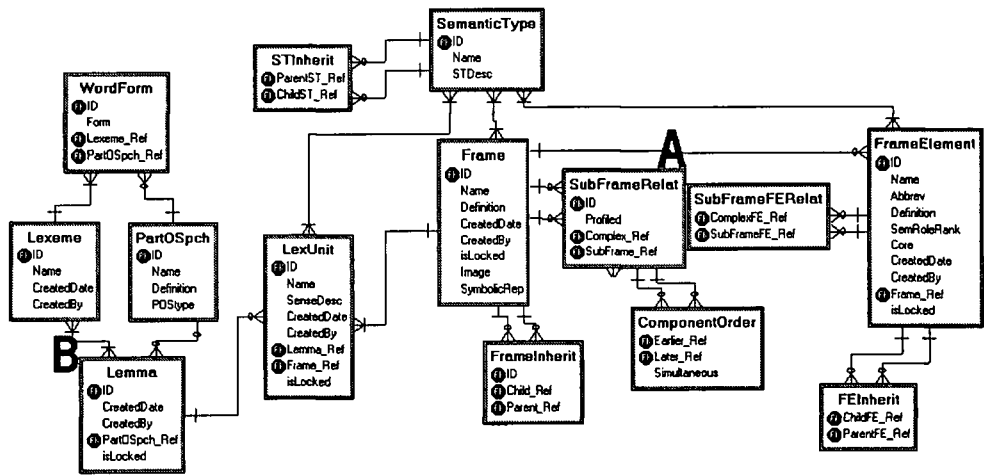 SemanticType
ID
Name
STDesc
STInherit
ParentST_Ref
ChildST_Ref
WordForm
ID
Form
Lexeme_Ref
PartOSpch_Ref
Lexeme
ID
Name
CreatedDate
CreatedBy
PartOSpch
ID
Name
Definition
POStype
B
Lemma
ID
CreatedDate
CreatedBy
PartOSpch_Ref
isLocked
LexUnit
ID
Name
SenseDesc
CreatedDate
CreatedBy
Lemma_Ref
Frame_Ref
isLocked
Frame
ID
Name
Definition
CreatedDate
CreatedBy
isLocked
Image
SymbolicRep
FrameInherit
ID
Child_Ref
Parent_Ref
A
SubFrameRelat
ID
Profiled
Complex_Ref
SubFrame_Ref
ComponentOrder
Earlier_Ref
Later_Ref
Simultaneous
SubFrameFERelat
ComplexFE_Ref
SubFrameFE_Ref
FrameElement
ID
Name
Abbrev
Definition
SemRoleRank
Core
CreatedDate
CreatedBy
Frame_Ref
isLocked
FEInherit
ChildFE_Ref
ParentFE_Ref